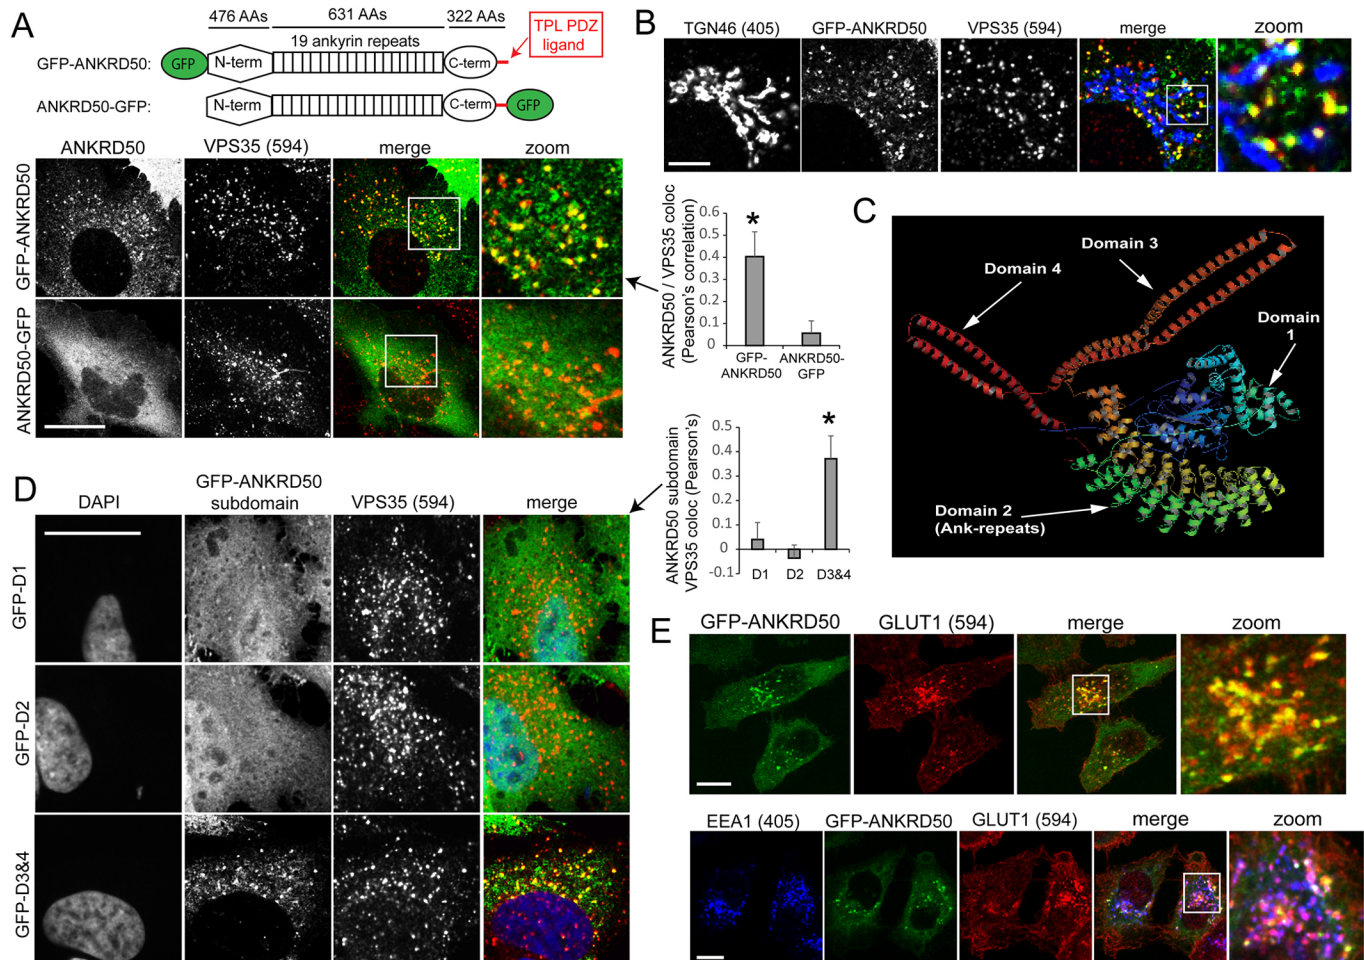 A
476 AAs
631 AAs
322 AAs
19 ankyrin repeats
TPL PDZ
ligand
GFP-ANKRD50:
GFP
N-term
C-term
ANKRD50-GFP:
N-term
C-term
GFP
ANKRD50
VPS35 (594)
merge
zoom
GFP-ANKRD50
ANKRD50-GFP
ANKRD50 / VPS35 coloc
(Pearson's correlation)
0.6
0.5
0.4
0.3
0.2
0.1
0
*
GFP-
ANKRD50
ANKRD50-
GFP
B
TGN46 (405)
GFP-ANKRD50
VPS35 (594)
merge
zoom
C
Domain 3
Domain 4
Domain
1
Domain 2
(Ank-repeats)
D
DAPI
GFP-ANKRD50
subdomain
VPS35 (594)
merge
GFP-D1
GFP-D2
GFP-D3&4
ANKRD50 subdomain
VPS35 coloc (Pearson's)
0.5
0.4
0.3
0.2
0.1
0
-0.1
*
D1
D2
D3&4
E
GFP-ANKRD50
GLUT1 (594)
merge
zoom
EEA1 (405)
GFP-ANKRD50
GLUT1 (594)
merge
zoom